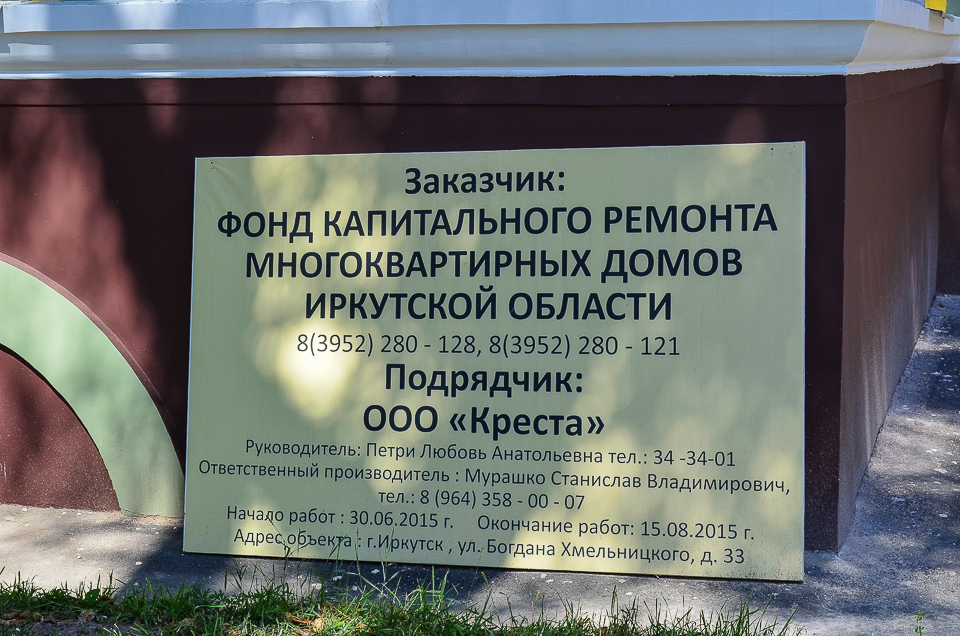 Заказчик:
ФОНД КАПИТАЛЬНОГО РЕМОНТА
МНОГОКВАРТИРНЫХ ДОМОВ
ИРКУТСКОЙ ОБЛАСТИ
8(3952) 280 - 128, 8(3952) 280 - 121
Подрядчик:
ООО «Креста»
Руководитель: Петри Любовь Анатольевна тел.: 34 -34-01
Ответственный производитель : Мурашко Станислав Владимирович,
тел.: 8 (964) 358 - 00 - 07
Начало работ : 30.06.2015 г. Окончание работ: 15.08.2015 г.
Адрес объекта : г.Иркутск , ул. Богдана Хмельницкого, д. 33